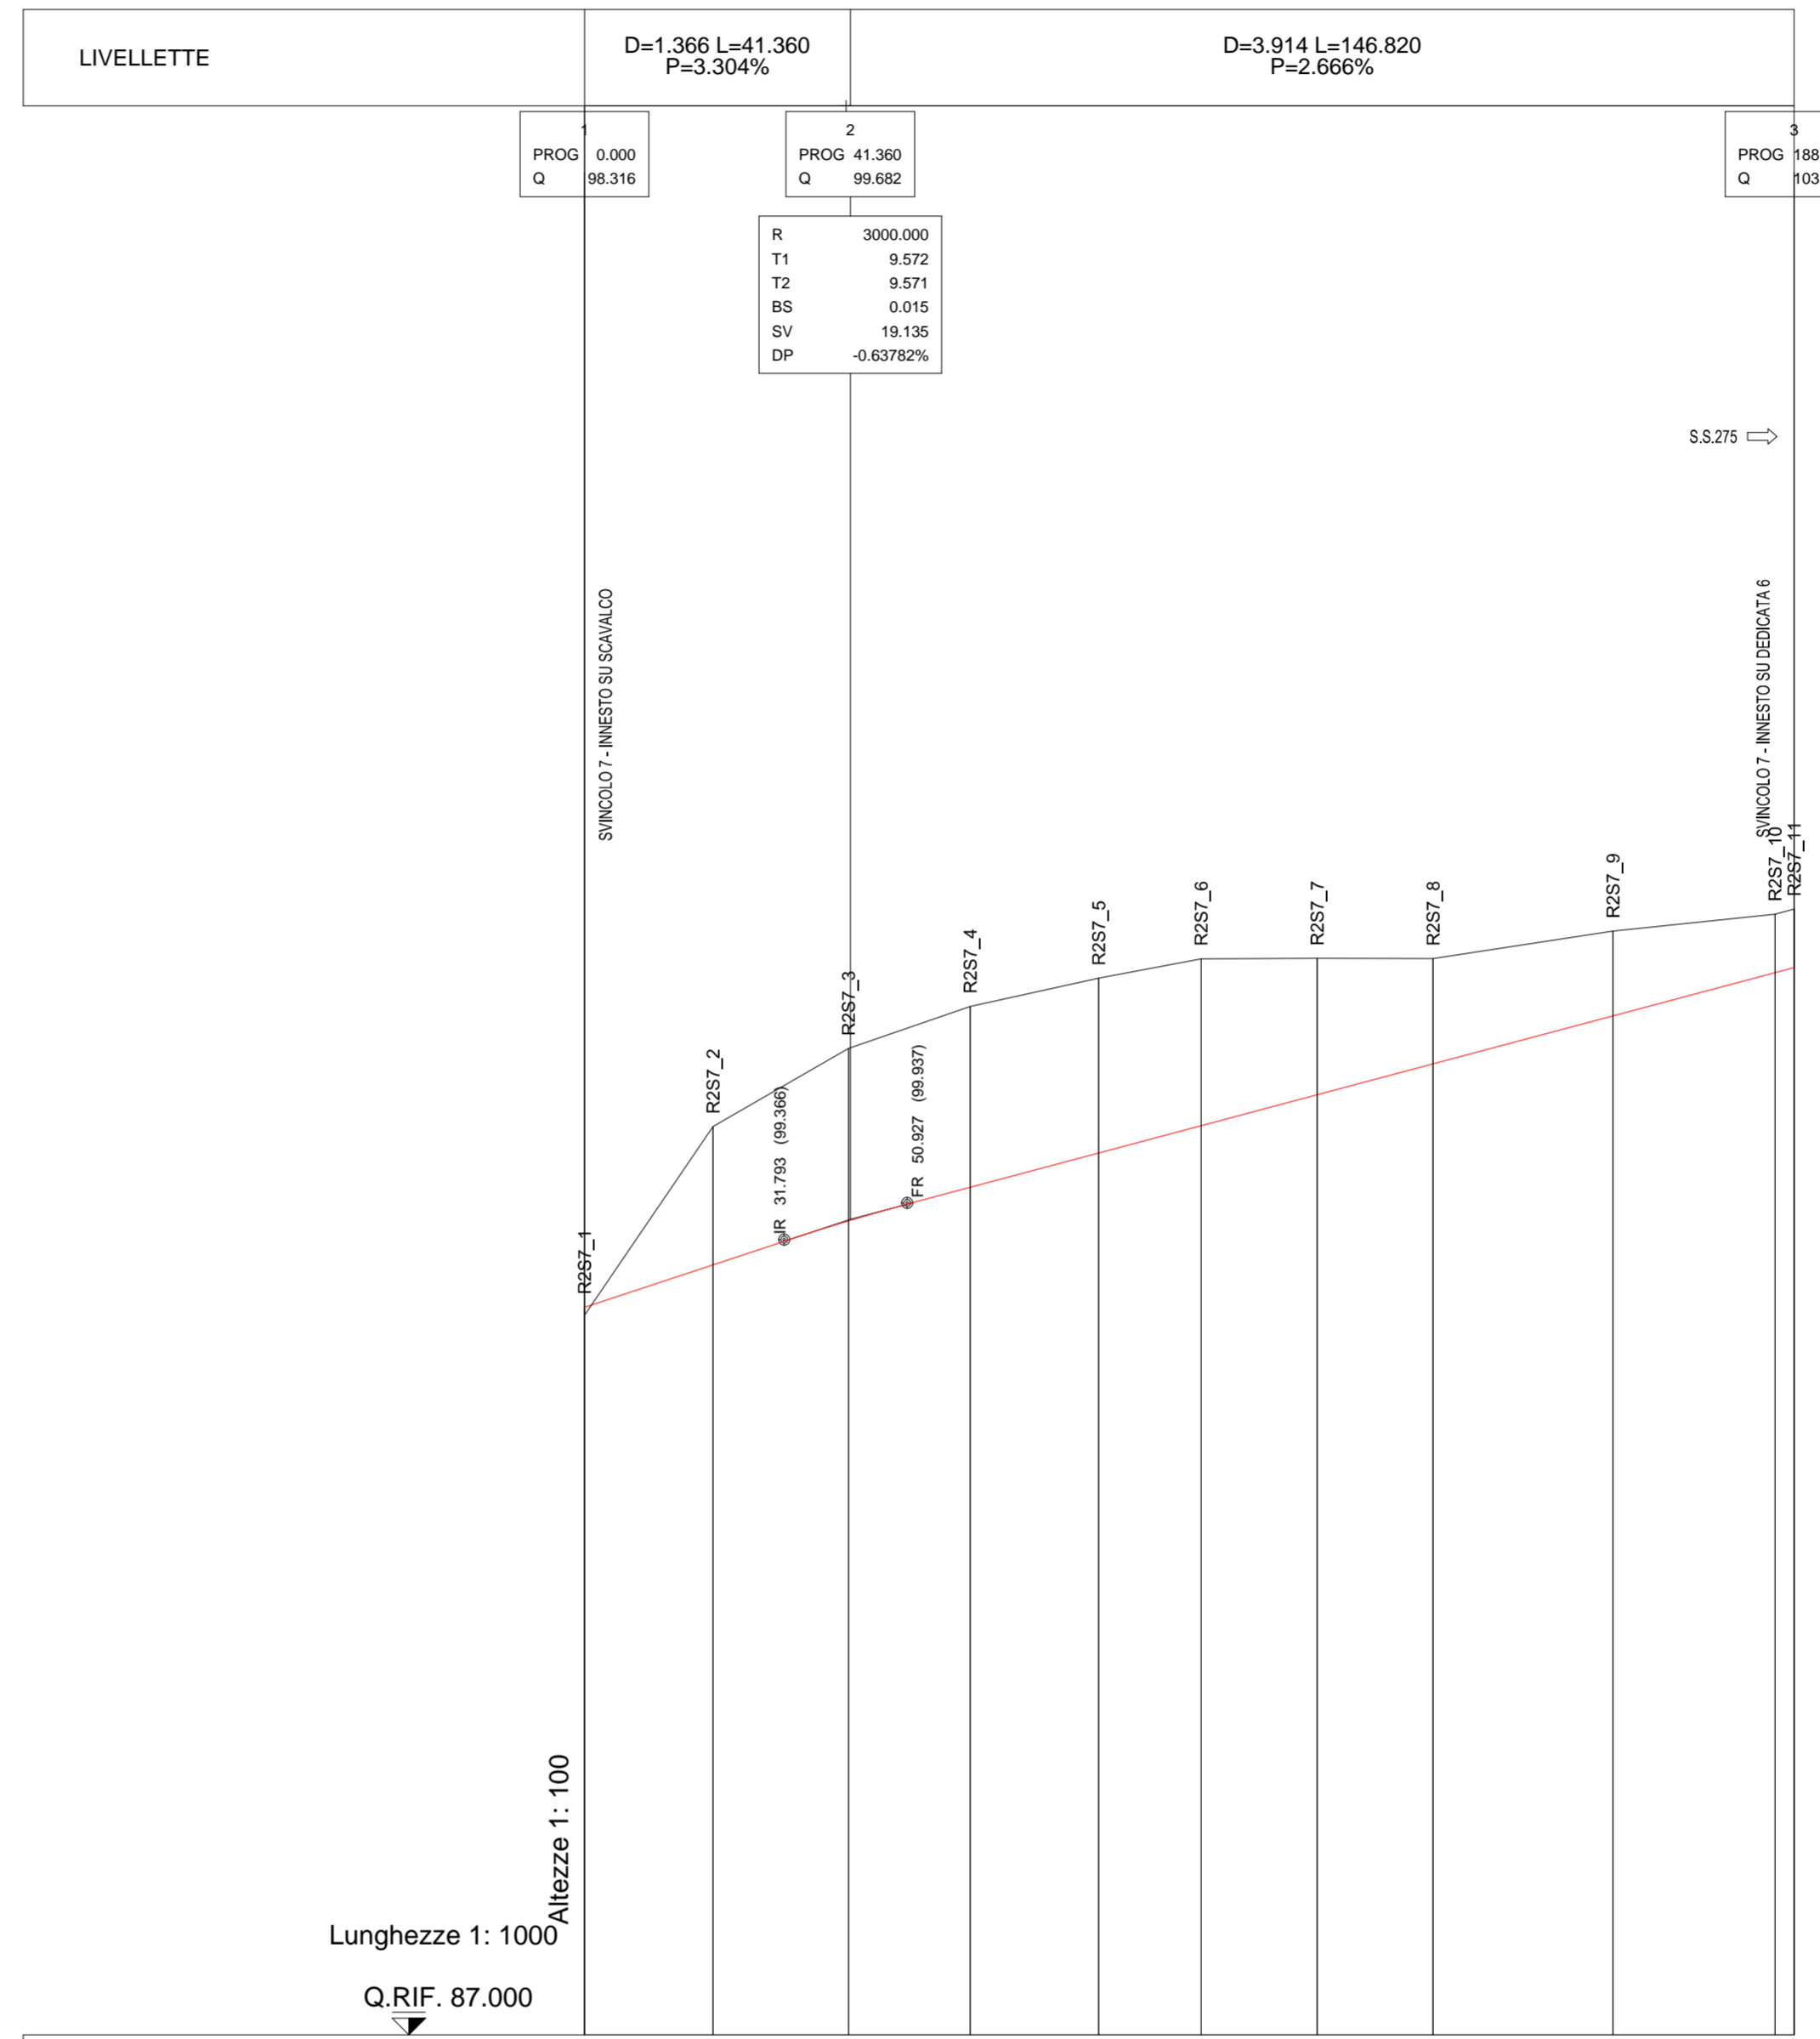 LIVELLETTE
D=1.366 L=41.360
P=3.304%
D=3.914 L=146.820
P=2.666%
1
PROG 0.000
Q 98.316
2
PROG 41.360
Q 99.682
3
PROG 188
Q 103
R 3000.000
T1 9.572
T2 9.571
BS 0.015
SV 19.135
DP -0.63782%
S.S.275
SVINCOLO 7 - INNESTO SU SCAVALCO
SVINCOLO 7 - INNESTO SU DEDICATA 6
R2S7_1
R2S7_2
R2S7_3
R2S7_4
R2S7_5
R2S7_6
R2S7_7
R2S7_8
R2S7_9
R2S7_10
R2S7_11
IR 31.793 (99.366)
FR 50.927 (99.937)
Altezze 1: 100
Lunghezze 1: 1000
Q.RIF. 87.000